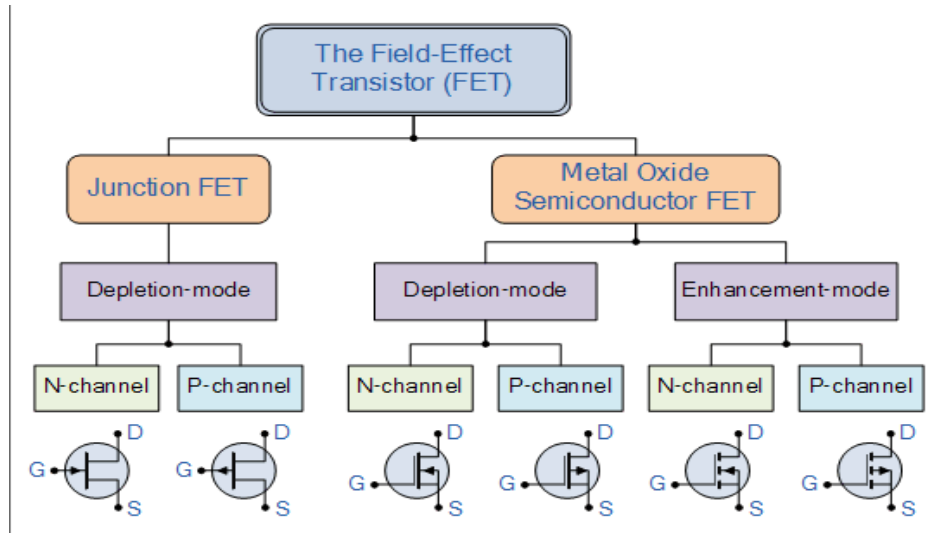 The Field-Effect
Transistor (FET)
Junction FET
Metal Oxide
Semiconductor FET
Depletion-mode
Depletion-mode
Enhancement-mode
N-channel
P-channel
N-channel
P-channel
N-channel
P-channel
D
D
D
D
D
D
G
G
G
G
G
G
S
S
S
S
S
S